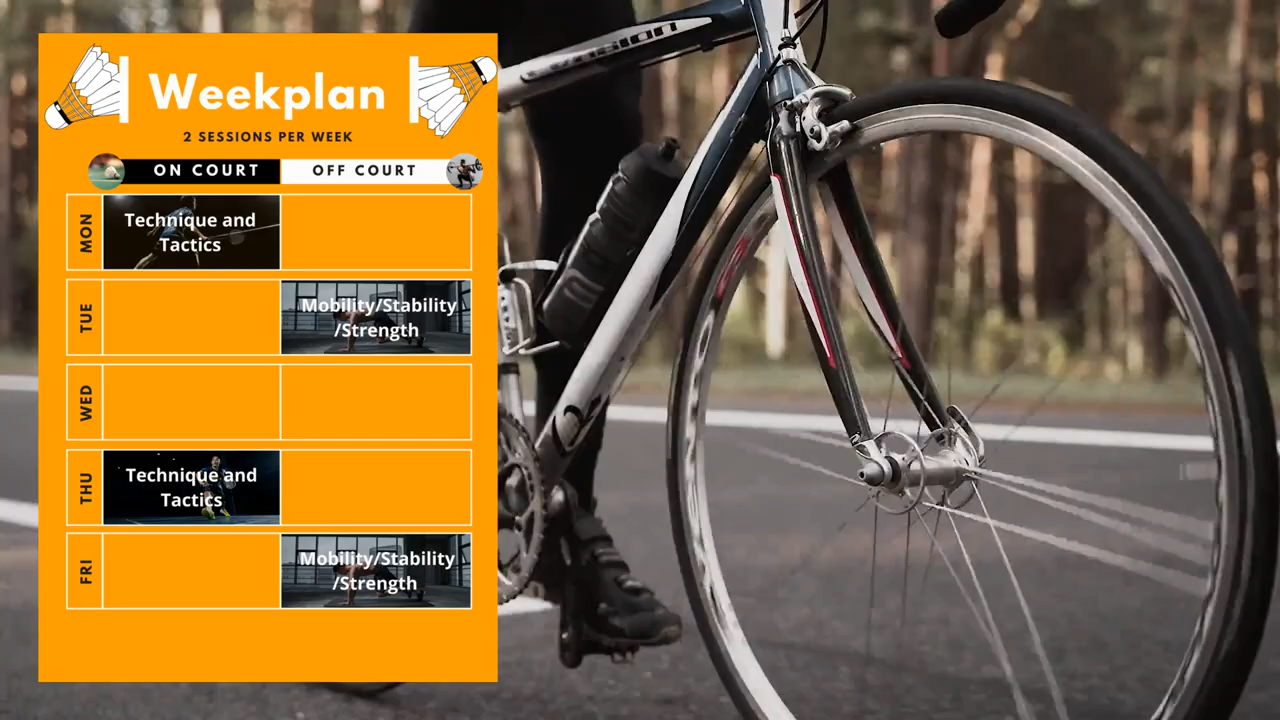 Weekplan
2 SESSIONS PER WEEK
ON COURT OFF COURT
MON
Technique and
Tactics
TUE
Mobility/Stability
/Strength
WED
THU
Technique and
Tactics
FRI
Mobility/Stability
/Strength